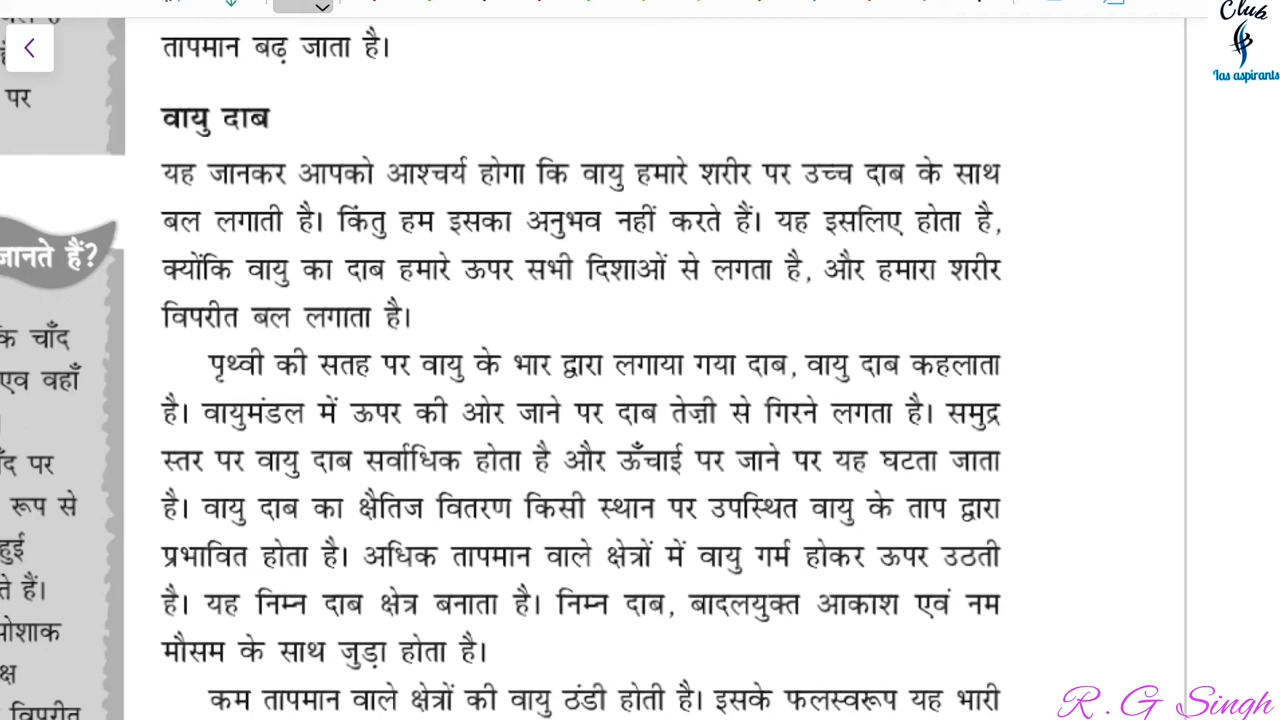 Club
Ias aspirants
पर
तापमान बढ़ जाता है।
वायु दाब
यह जानकर आपको आश्चर्य होगा कि वायु हमारे शरीर पर उच्च दाब के साथ
बल लगाती है। किंतु हम इसका अनुभव नहीं करते हैं। यह इसलिए होता है,
क्योंकि वायु का दाब हमारे ऊपर सभी दिशाओं से लगता है, और हमारा शरीर
विपरीत बल लगाता है।
पृथ्वी की सतह पर वायु के भार द्वारा लगाया गया दाब, वायु दाब कहलाता
है। वायुमंडल में ऊपर की ओर जाने पर दाब तेज़ी से गिरने लगता है। समुद्र
स्तर पर वायु दाब सर्वाधिक होता है और ऊँचाई पर जाने पर यह घटता जाता
है। वायु दाब का क्षैतिज वितरण किसी स्थान पर उपस्थित वायु के ताप द्वारा
प्रभावित होता है। अधिक तापमान वाले क्षेत्रों में वायु गर्म होकर ऊपर उठती
है। यह निम्न दाब क्षेत्र बनाता है। निम्न दाब, बादलयुक्त आकाश एवं नम
मौसम के साथ जुड़ा होता है।
कम तापमान वाले क्षेत्रों की वायु ठंडी होती है। इसके फलस्वरूप यह भारी
जानते हैं?
चाँद
एव वहाँ
पर
रूप से
हुई
ते हैं।
पोशाक
विपरीत
R.G Singh